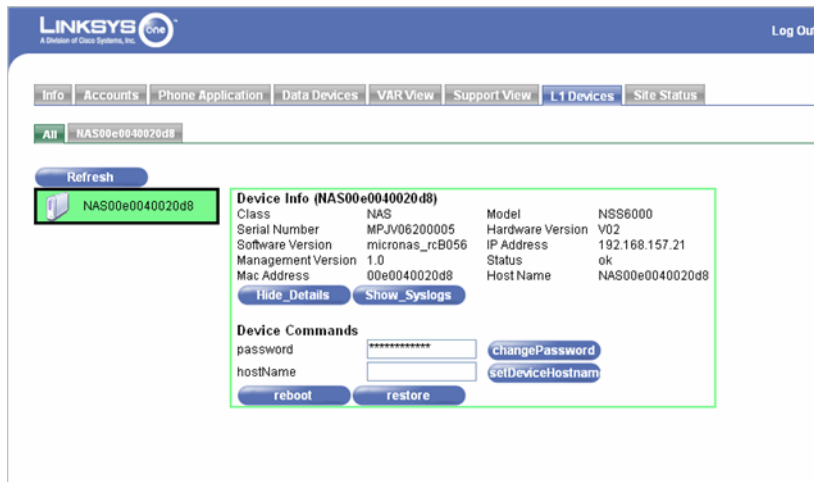 LINKSYS one™
A Division of Cisco Systems, Inc.
Log Out
Info Accounts Phone Application Data Devices VAR View Support View L1 Devices Site Status
All NAS00e0040020d8
Refresh
NAS00e0040020d8
Device Info (NAS00e0040020d8)
Class NAS Model NSS6000
Serial Number MPJV06200005 Hardware Version V02
Software Version micronas_rcB056 IP Address 192.168.157.21
Management Version 1.0 Status ok
Mac Address 00e0040020d8 Host Name NAS00e0040020d8
Hide_Details Show_Syslogs
Device Commands
password ************ changePassword
hostName setDeviceHostnam
reboot restore